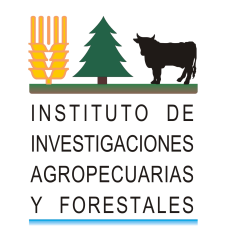 INSTITUTO DE
INVESTIGACIONES
AGROPECUARIAS
Y FORESTALES